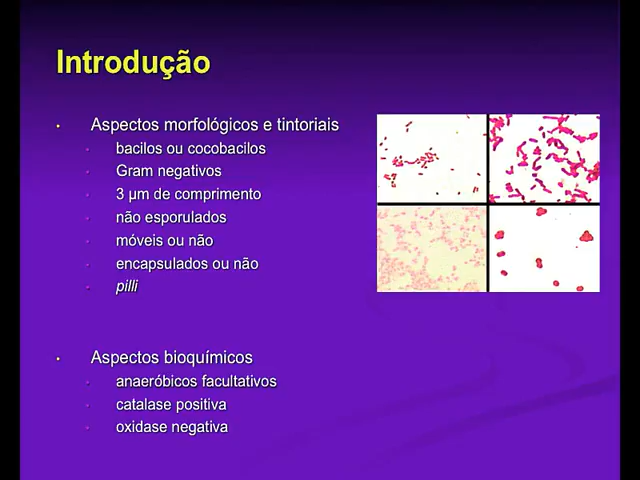 Introdução
Aspectos morfológicos e tintoriais
bacilos ou cocobacilos
Gram negativos
3 µm de comprimento
não esporulados
móveis ou não
encapsulados ou não
pilli
Aspectos bioquímicos
anaeróbicos facultativos
catalase positiva
oxidase negativa